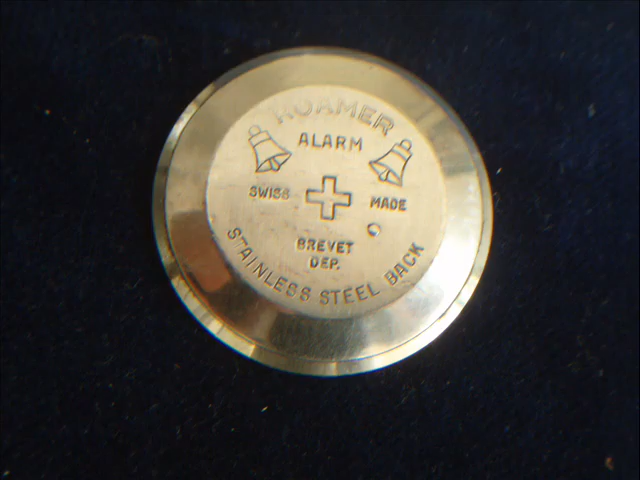 ROAMER
ALARM
SWISS MADE
BREVET
DEP.
STAINLESS STEEL BACK